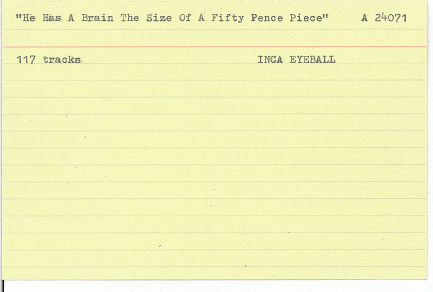 "He Has A Brain The Size Of A Fifty Pence Piece" A 24071
117 tracks INCA EYEBALL